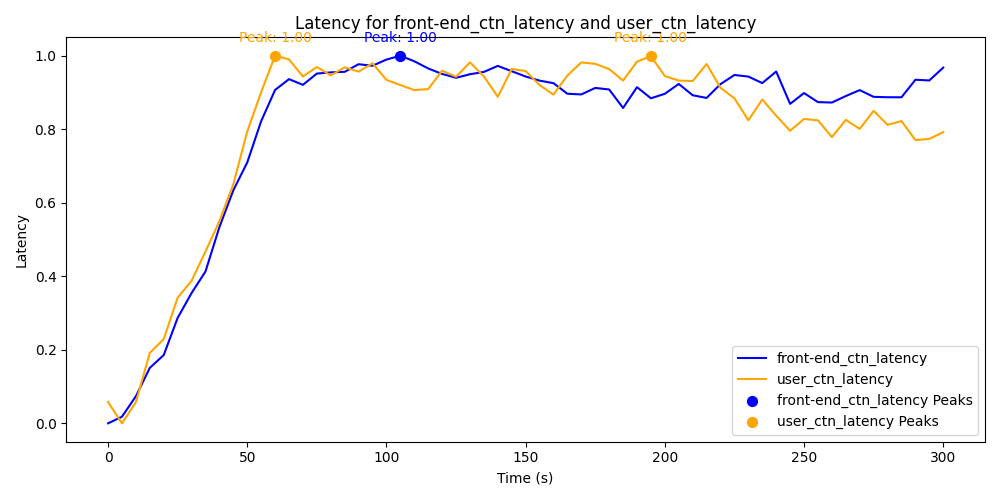 Latency for front-end_ctn_latency and user_ctn_latency
Peak: 1.00
Peak: 1.00
Peak: 1.00
1.0
0.8
0.6
0.4
0.2
0.0
Latency
0
50
100
150
200
250
300
Time (s)
front-end_ctn_latency
user_ctn_latency
front-end_ctn_latency Peaks
user_ctn_latency Peaks